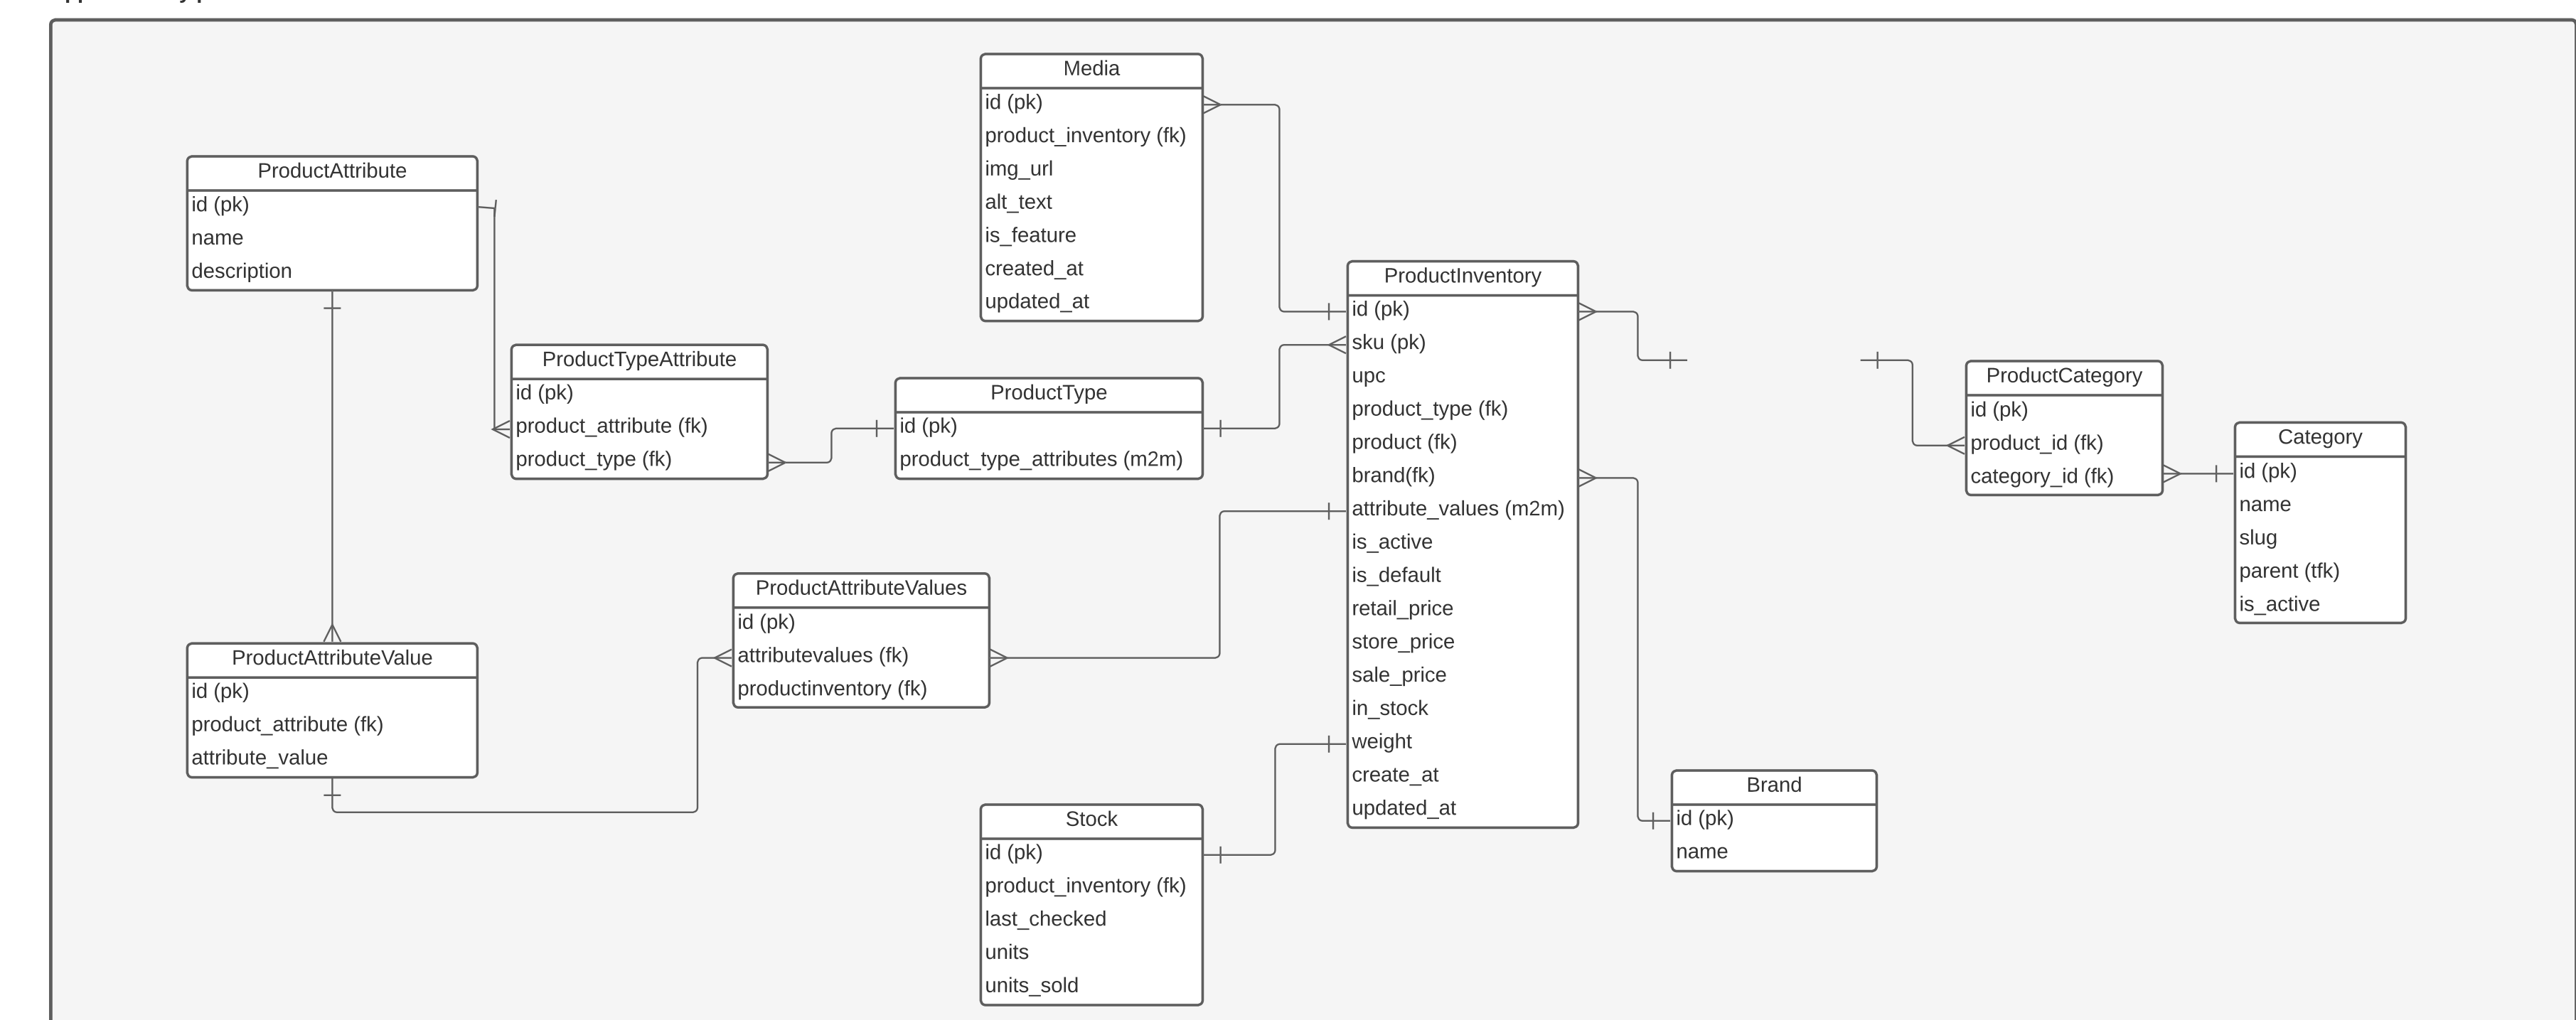 Media
id (pk)
product_inventory (fk)
img_url
alt_text
is_feature
created_at
updated_at
ProductAttribute
id (pk)
name
description
ProductInventory
id (pk)
sku (pk)
upc
product_type (fk)
product (fk)
brand(fk)
attribute_values (m2m)
is_active
is_default
retail_price
store_price
sale_price
in_stock
weight
create_at
updated_at
ProductTypeAttribute
id (pk)
product_attribute (fk)
product_type (fk)
ProductType
id (pk)
product_type_attributes (m2m)
ProductCategory
id (pk)
product_id (fk)
category_id (fk)
Category
id (pk)
name
slug
parent (tfk)
is_active
ProductAttributeValues
id (pk)
attributevalues (fk)
productinventory (fk)
ProductAttributeValue
id (pk)
product_attribute (fk)
attribute_value
Stock
id (pk)
product_inventory (fk)
last_checked
units
units_sold
Brand
id (pk)
name